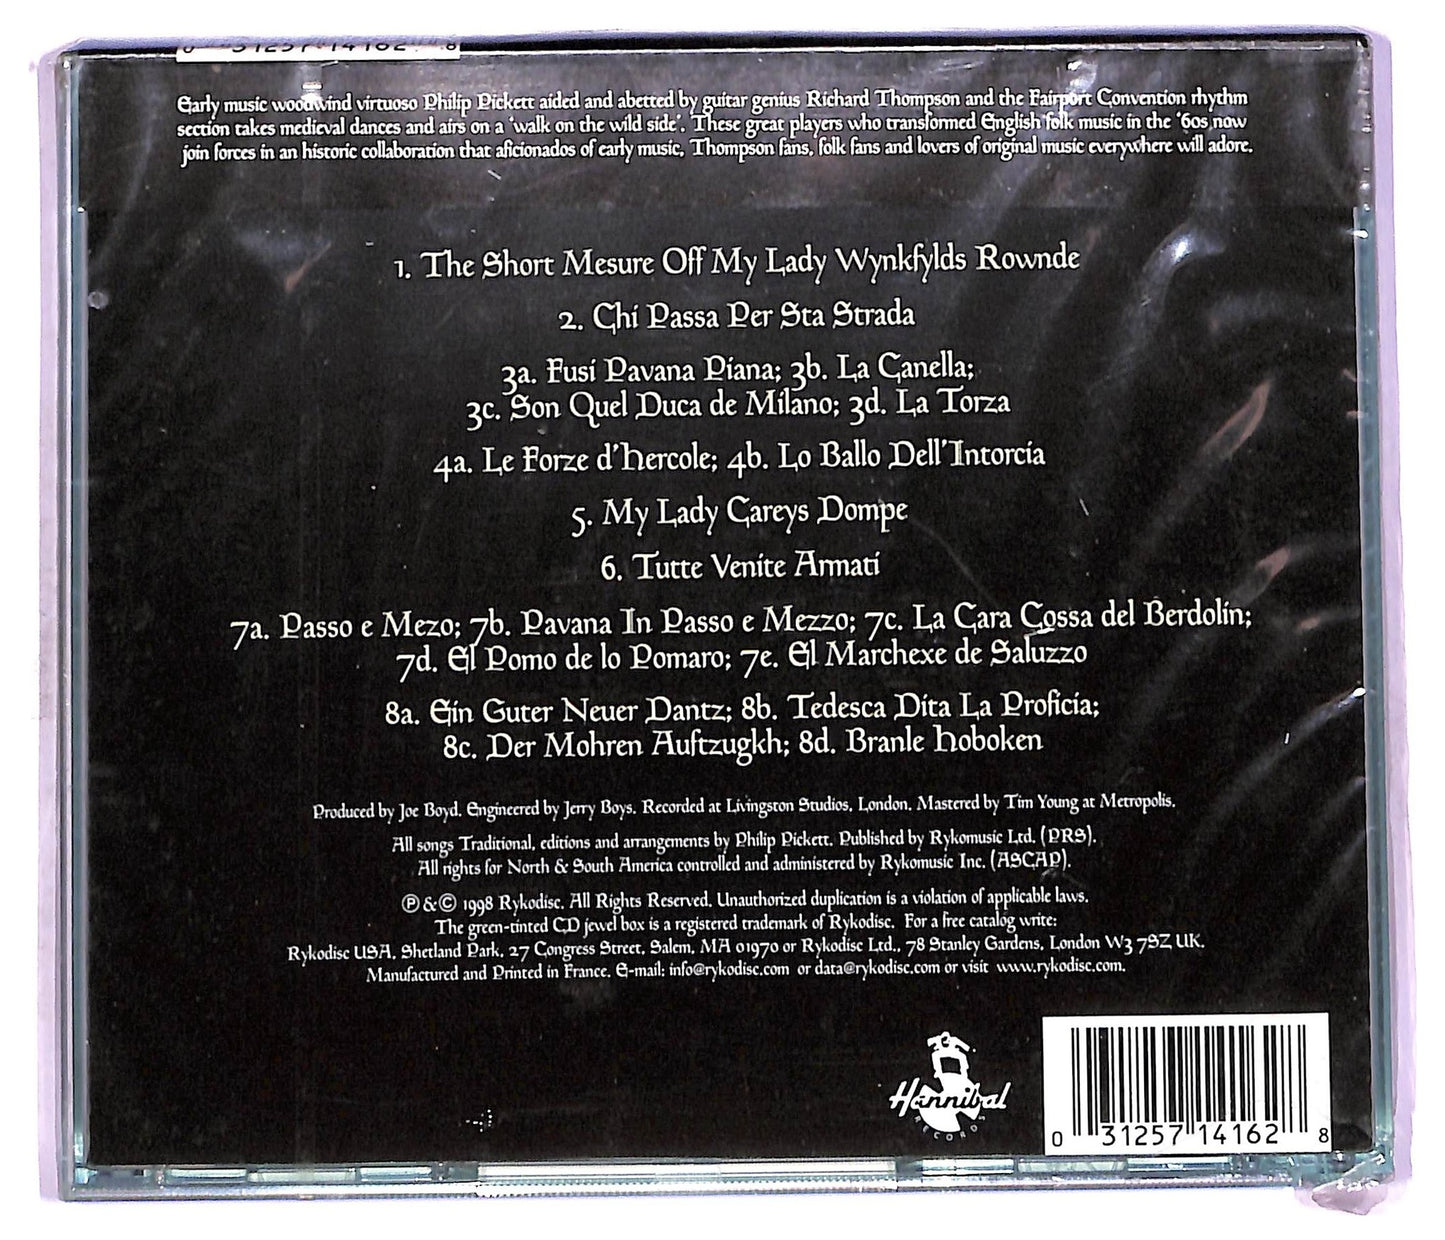 0 31257 14162 8
Early music woodwind virtuoso Philip Pickett aided and abetted by guitar genius Richard Thompson and the Fairport Convention rhythm
section takes medieval dances and airs on a 'walk on the wild side'. These great players who transformed English folk music in the '60s now
join forces in an historic collaboration that aficionados of early music, Thompson fans, folk fans and lovers of original music everywhere will adore.
1. The Short Mesure Off My Lady Wynkfylds Rownde
2. Chi Passa Per Sta Strada
3a. Fusi Pavana Piana; 3b. La Canella;
3c. Son Quel Duca de Milano; 3d. La Torza
4a. Le Forze d'hercole; 4b. Lo Ballo Dell'Intorcia
5. My Lady Careys Dompe
6. Tutte Venite Armati
7a. Passo e Mezo; 7b. Pavana In Passo e Mezzo; 7c. La Cara Cossa del Berdolin;
7d. El Pomo de lo Pomaro; 7e. El Marchexe de Saluzzo
8a. Ein Guter Neuer Dantz; 8b. Tedesca Dita La Proficia;
8c. Der Mohren Auftzugkh; 8d. Branle hoboken
Produced by Joe Boyd. Engineered by Jerry Boys. Recorded at Livingston Studios, London. Mastered by Tim Young at Metropolis.
All songs Traditional, editions and arrangements by Philip Pickett. Published by Rykomusic Ltd. (PRS).
All rights for North & South America controlled and administered by Rykomusic Inc. (ASCAP).
℗ & © 1998 Rykodisc. All Rights Reserved. Unauthorized duplication is a violation of applicable laws.
The green-tinted CD jewel box is a registered trademark of Rykodisc. For a free catalog write:
Rykodisc USA, Shetland Park, 27 Congress Street, Salem, MA 01970 or Rykodisc Ltd., 78 Stanley Gardens, London W3 7SZ UK.
Manufactured and Printed in France. E-mail: info@rykodisc.com or data@rykodisc.com or visit www.rykodisc.com.
Hannibal
RECORDS
0 31257 14162 8